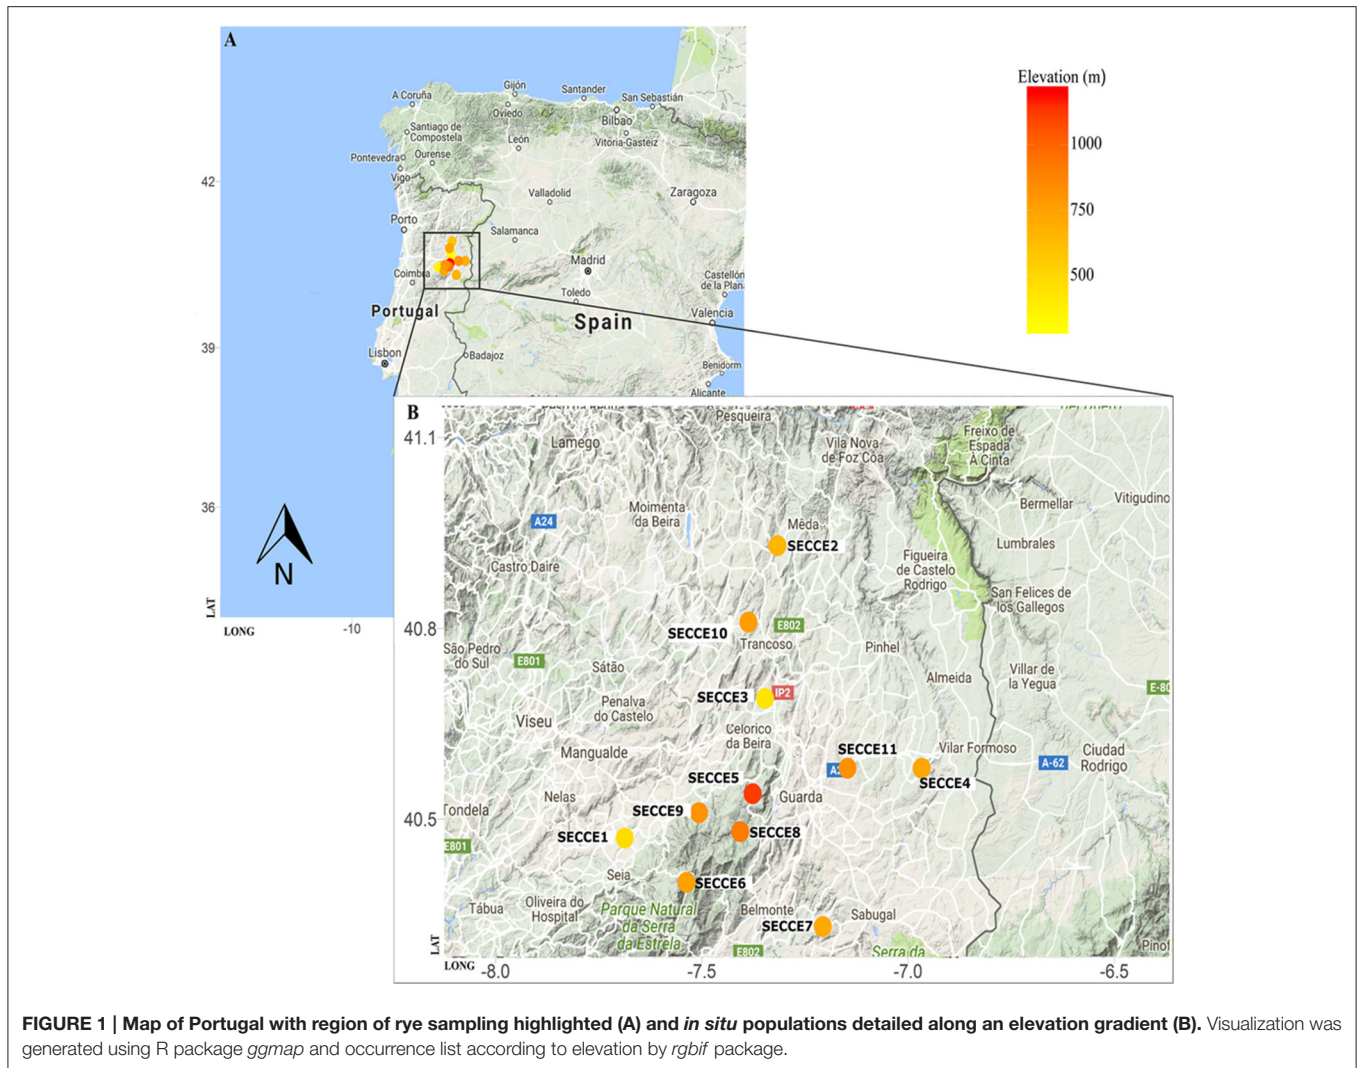 A
Elevation (m)
1000
750
500
A Coruña
Gijón
Santander
San Sebastián
Oviedo
Bilbao
Santiago de
Compostela
León
Vitoria-Gasteiz
Pontevedra
Ourense
Vigo
42
Valladolid
Zaragoza
Porto
Salamanca
Madrid
Coimbra
Castellón
de la Plan
Toledo
Portugal
Spain
Valencia
39
Lisbon
Badajoz
Benidorm
Alicante
36
N
LAT
LONG
-10
B
41.1
Pesqueira
Lamego
Vila Nova
de Foz Côa
Freixo de
Espada
À Cinta
Moimenta
da Beira
A24
Mêda
Bermellar
Vitigudino
SECCE2
Lumbrales
Castro Daire
Figueira
de Castelo
Rodrigo
San Felices de
los Gallegos
40.8
SECCE10
E802
Trancoso
Pinhel
São Pedro
do Sul
E801
Sátão
Villar de
la Yegua
Almeida
E-80
SECCE3
IP2
Penalva
do Castelo
Viseu
Celorico
da Beira
Mangualde
SECCE11
Vilar Formoso
A-62
Ciudad
Rodrigo
SECCE5
SECCE4
Nelas
Guarda
Tondela
SECCE9
40.5
SECCE1
SECCE8
E801
Seia
SECCE6
Tábua
Oliveira do
Hospital
Parque Natural
da Serra
da Estrela
Belmonte
Sabugal
SECCE7
E802
Serra da
Pinof
LAT
LONG
-8.0
-7.5
-7.0
-6.5
FIGURE 1 | Map of Portugal with region of rye sampling highlighted (A) and in situ populations detailed along an elevation gradient (B). Visualization was
generated using R package ggmap and occurrence list according to elevation by rgbif package.